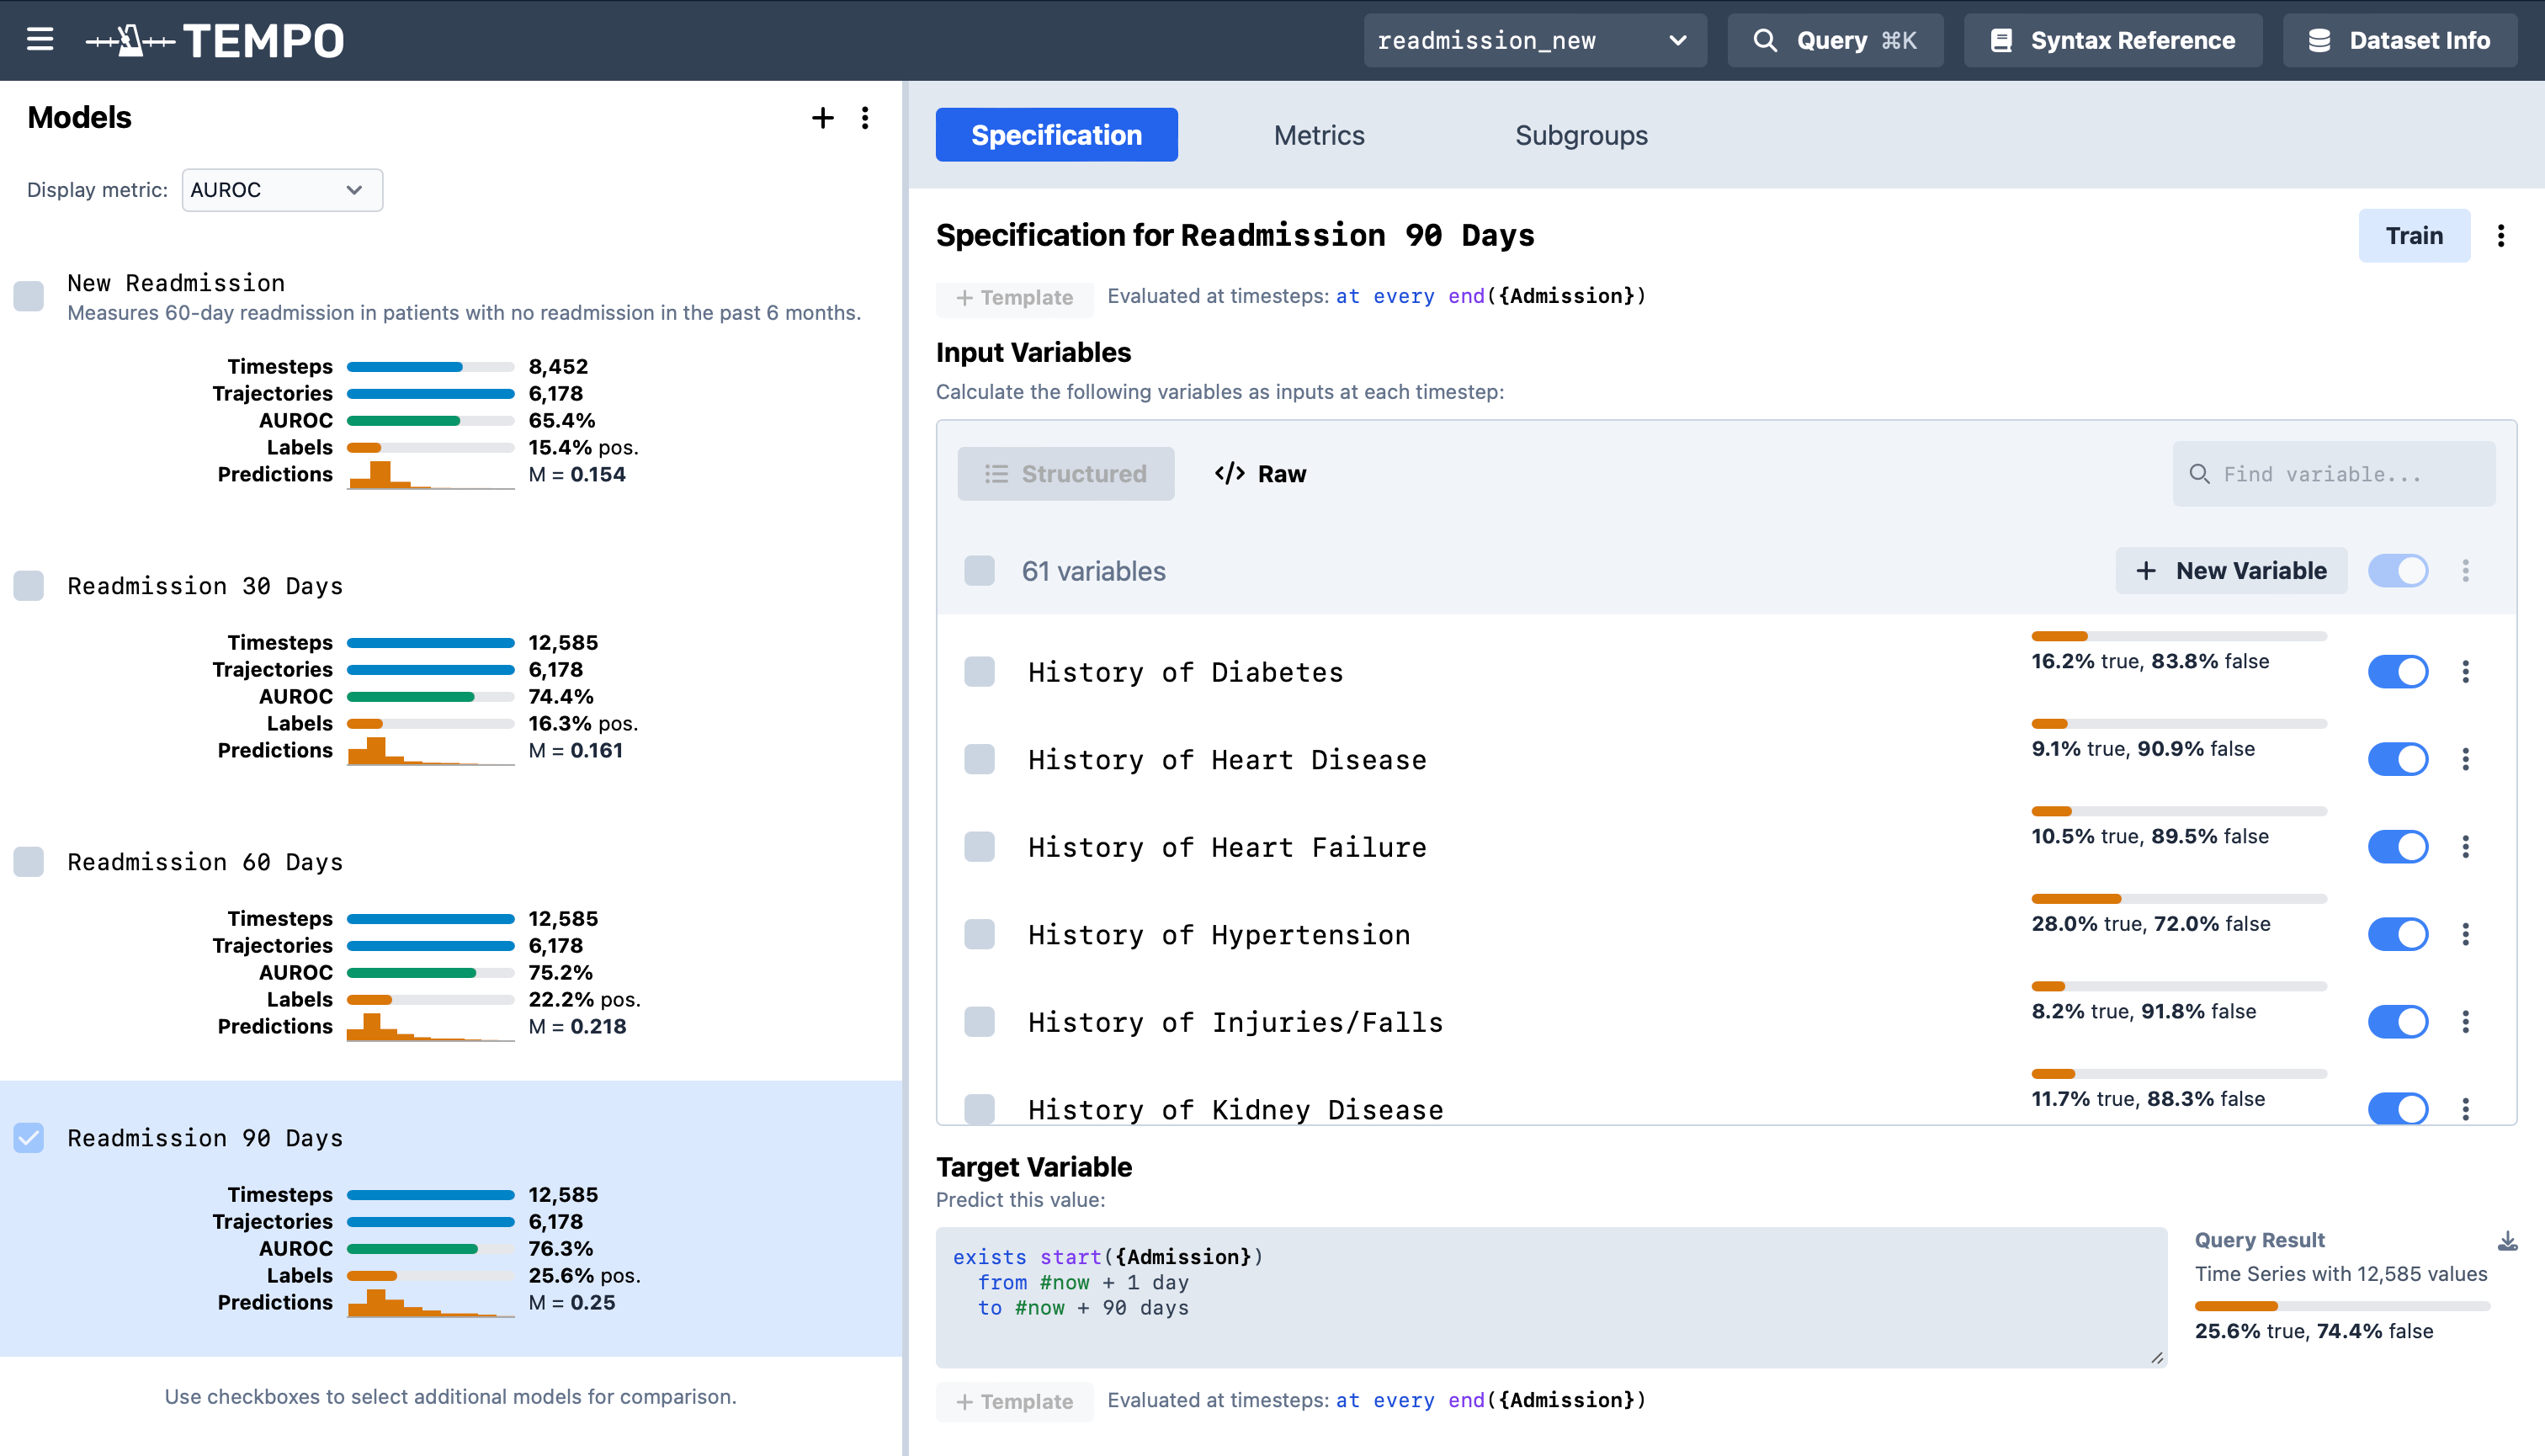 TEMPO
readmission_new
Query ⌘K
Syntax Reference
Dataset Info
Models
Display metric: AUROC
New Readmission
Measures 60-day readmission in patients with no readmission in the past 6 months.
Timesteps 8,452
Trajectories 6,178
AUROC 65.4%
Labels 15.4% pos.
Predictions M = 0.154
Readmission 30 Days
Timesteps 12,585
Trajectories 6,178
AUROC 74.4%
Labels 16.3% pos.
Predictions M = 0.161
Readmission 60 Days
Timesteps 12,585
Trajectories 6,178
AUROC 75.2%
Labels 22.2% pos.
Predictions M = 0.218
Readmission 90 Days
Timesteps 12,585
Trajectories 6,178
AUROC 76.3%
Labels 25.6% pos.
Predictions M = 0.25
Use checkboxes to select additional models for comparison.
Specification
Metrics
Subgroups
Specification for Readmission 90 Days
Train
+ Template Evaluated at timesteps: at every end({Admission})
Input Variables
Calculate the following variables as inputs at each timestep:
Structured
</> Raw
Find variable...
61 variables
+ New Variable
History of Diabetes
16.2% true, 83.8% false
History of Heart Disease
9.1% true, 90.9% false
History of Heart Failure
10.5% true, 89.5% false
History of Hypertension
28.0% true, 72.0% false
History of Injuries/Falls
8.2% true, 91.8% false
History of Kidney Disease
11.7% true, 88.3% false
Target Variable
Predict this value:
exists start({Admission})
from #now + 1 day
to #now + 90 days
Query Result
Time Series with 12,585 values
25.6% true, 74.4% false
+ Template Evaluated at timesteps: at every end({Admission})